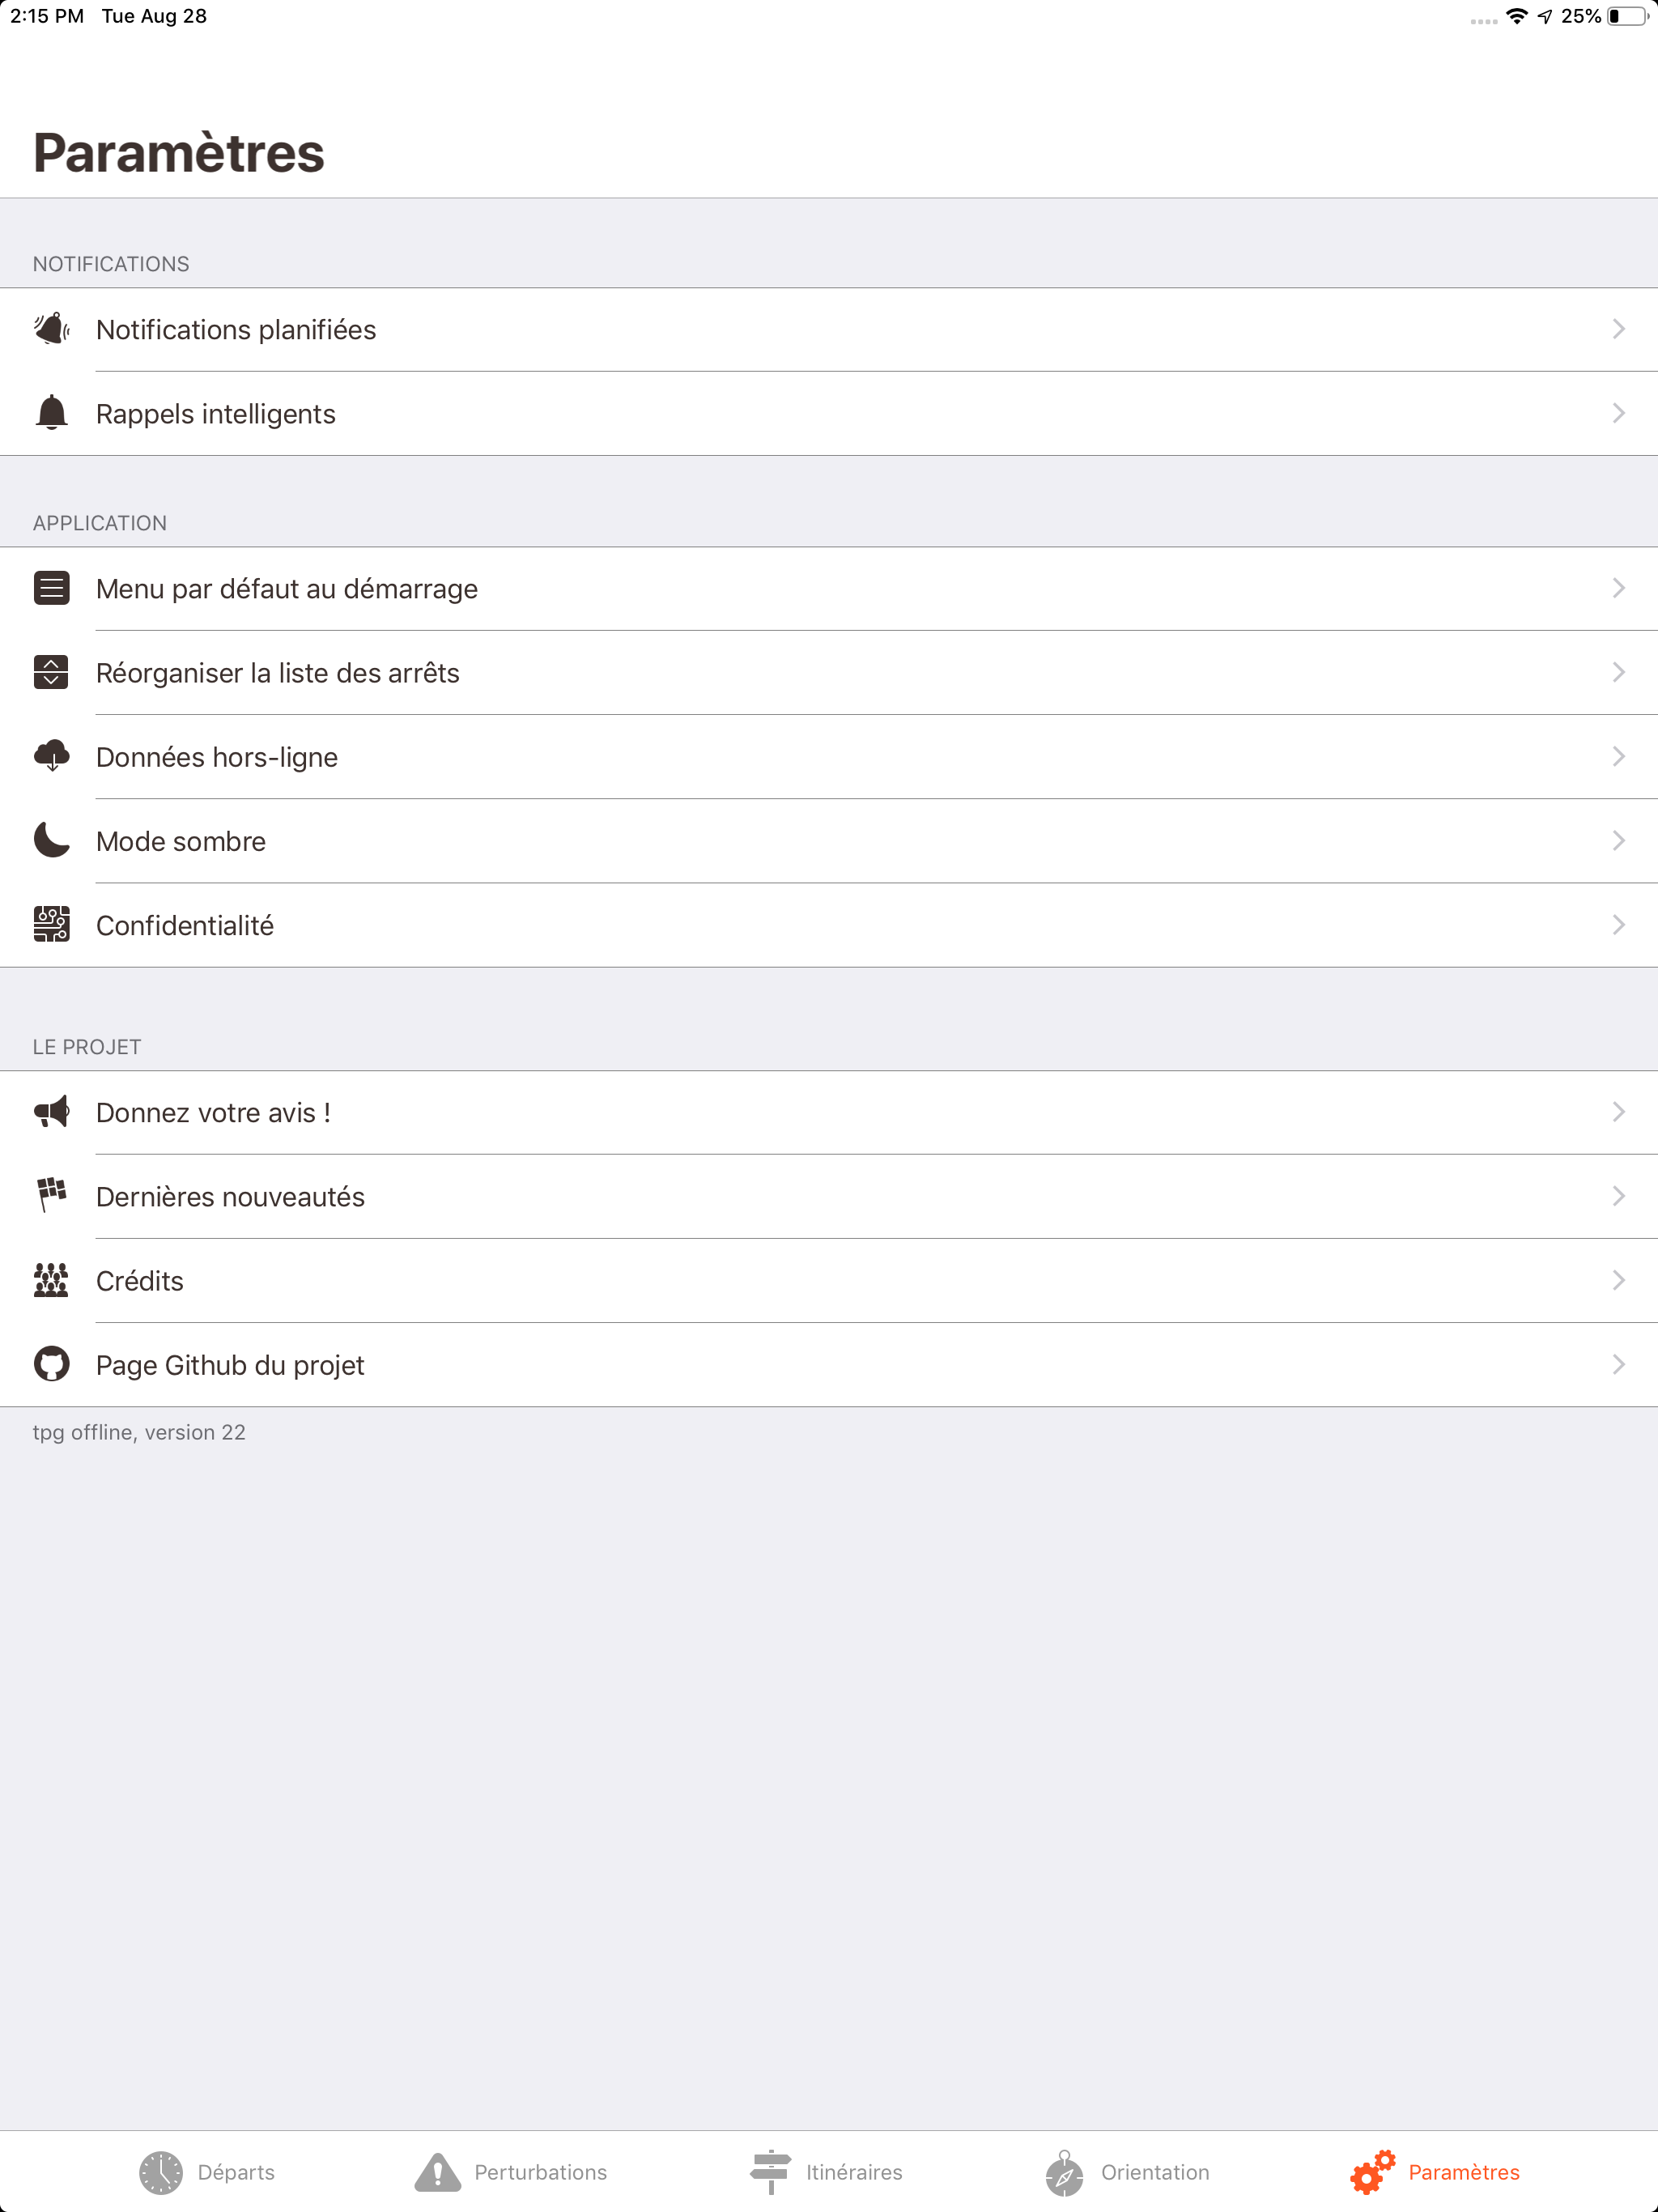 2:15 PM Tue Aug 28 25%
Paramètres
NOTIFICATIONS
Notifications planifiées
Rappels intelligents
APPLICATION
Menu par défaut au démarrage
Réorganiser la liste des arrêts
Données hors-ligne
Mode sombre
Confidentialité
LE PROJET
Donnez votre avis !
Dernières nouveautés
Crédits
Page Github du projet
tpg offline, version 22
Départs Perturbations Itinéraires Orientation Paramètres